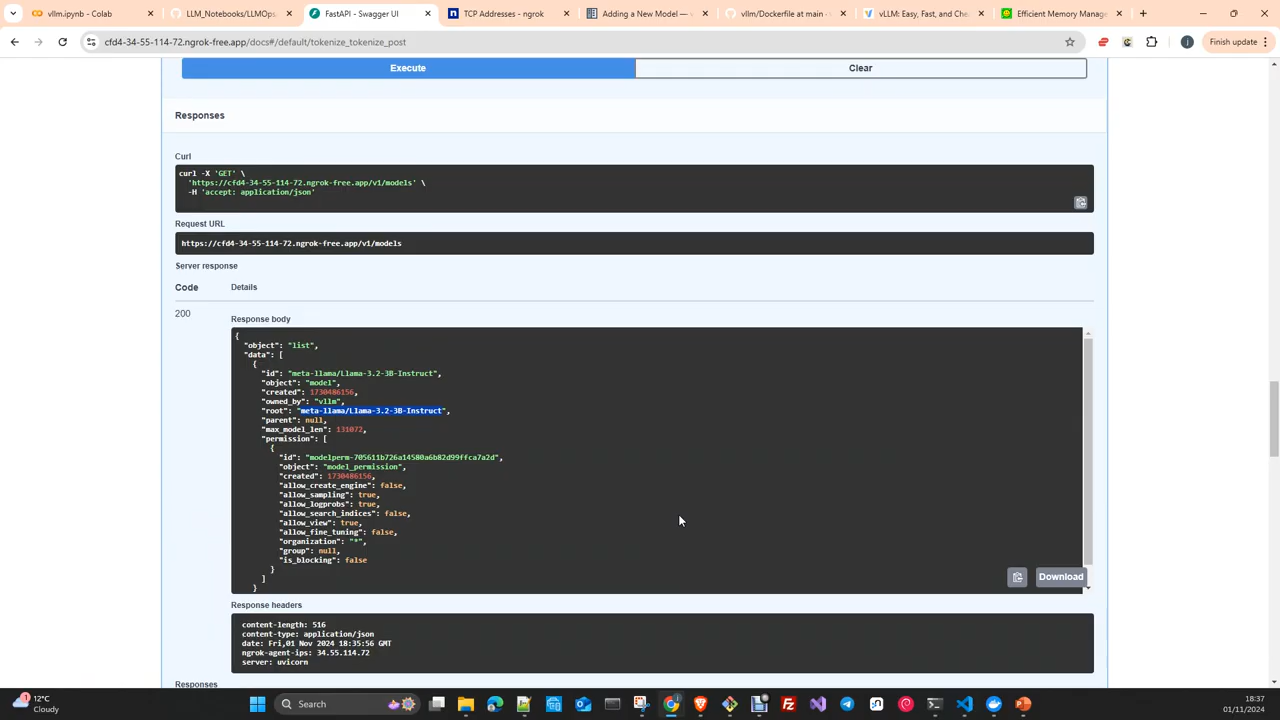 vllm.ipynb - Colab
LLM_Notebooks/LLMOps
FastAPI - Swagger UI
TCP Addresses - ngrok
Adding a New Model —
vllm/Dockerfile at main · v
vLLM: Easy, Fast, and Che
Efficient Memory Manage
cfd4-34-55-114-72.ngrok-free.app/docs#/default/tokenize_tokenize_post
Finish update
Execute
Clear
Responses
Curl
curl -X 'GET' \
'https://cfd4-34-55-114-72.ngrok-free.app/v1/models' \
-H 'accept: application/json'
Request URL
https://cfd4-34-55-114-72.ngrok-free.app/v1/models
Server response
Code
Details
200
Response body
{
"object": "list",
"data": [
{
"id": "meta-llama/Llama-3.2-3B-Instruct",
"object": "model",
"created": 1730486156,
"owned_by": "vllm",
"root": "meta-llama/Llama-3.2-3B-Instruct",
"parent": null,
"max_model_len": 131072,
"permission": [
{
"id": "modelperm-705611b726a14580a6b82d99ffca7a2d",
"object": "model_permission",
"created": 1730486156,
"allow_create_engine": false,
"allow_sampling": true,
"allow_logprobs": true,
"allow_search_indices": false,
"allow_view": true,
"allow_fine_tuning": false,
"organization": "*",
"group": null,
"is_blocking": false
}
]
}
Download
Response headers
content-length: 516
content-type: application/json
date: Fri,01 Nov 2024 18:35:56 GMT
ngrok-agent-ips: 34.55.114.72
server: uvicorn
Responses
1
12°C
Cloudy
Search
18:37
01/11/2024